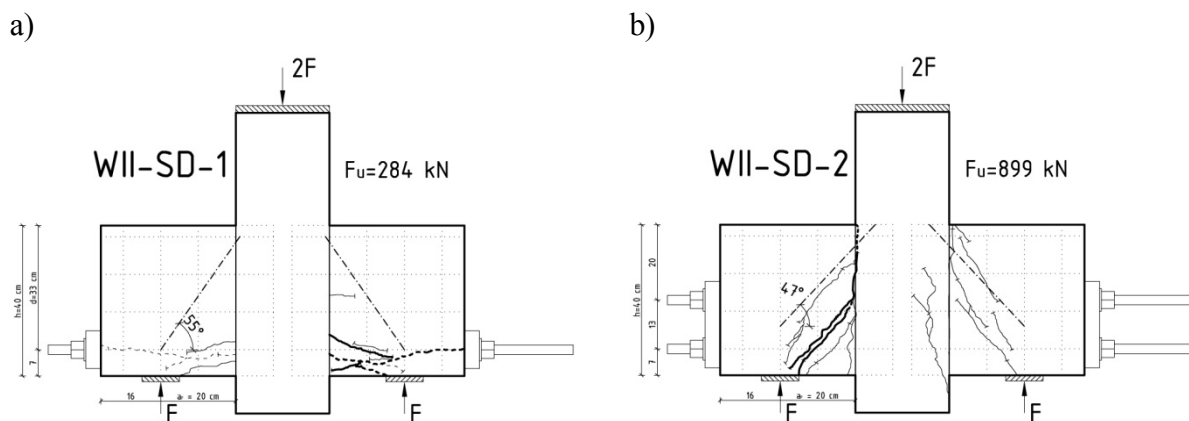 a)
2F
WII-SD-1
Fu=284 kN
h=40 cm
d=33 cm
7
55°
16
a = 20 cm
F
F
b)
2F
WII-SD-2
Fu=899 kN
h=40 cm
20
13
7
47°
16
a = 20 cm
F
F